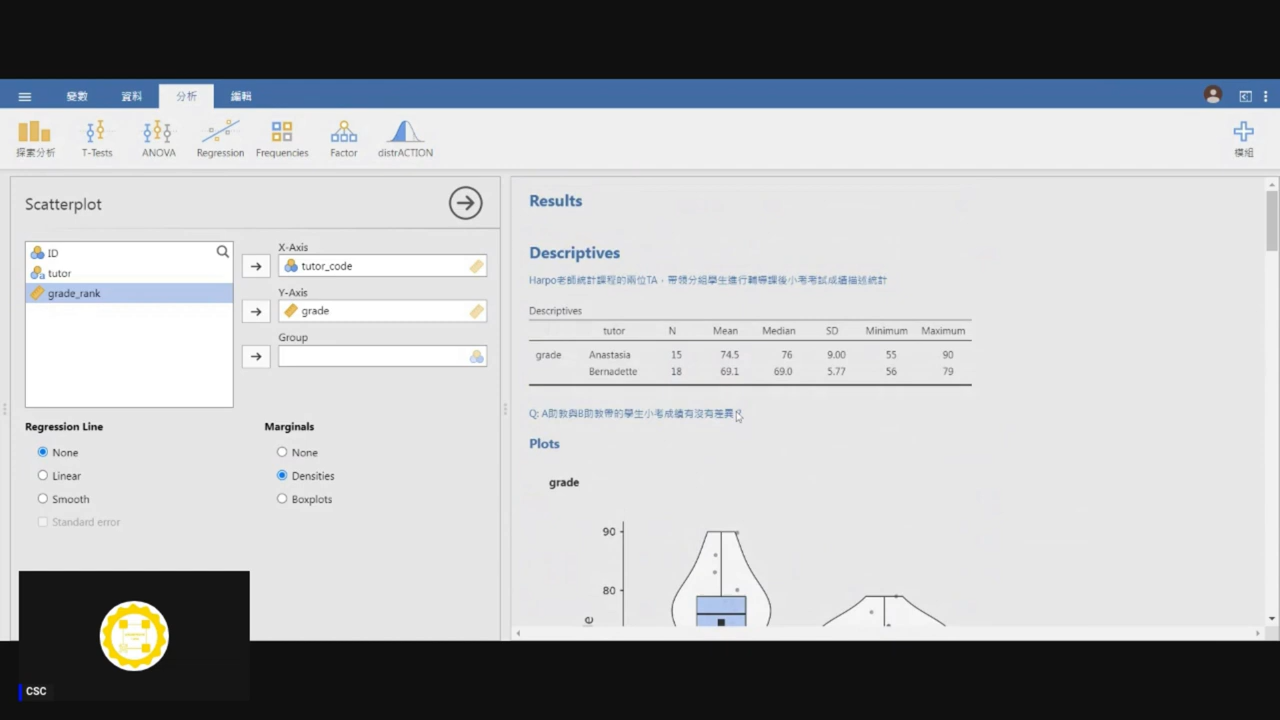 變數
資料
分析
編輯
探索分析
T-Tests
ANOVA
Regression
Frequencies
Factor
distrACTION
模組
Scatterplot
ID
tutor
grade_rank
X-Axis
tutor_code
Y-Axis
grade
Group
Regression Line
None
Linear
Smooth
Standard error
Marginals
None
Densities
Boxplots
Results
Descriptives
Harpo老師統計課程的兩位TA，帶領分組學生進行輔導課後小考考試成績描述統計
Descriptives
tutor N Mean Median SD Minimum Maximum
grade Anastasia 15 74.5 76 9.00 55 90
Bernadette 18 69.1 69.0 5.77 56 79
Q: A助教與B助教帶的學生小考成績有沒有差異?
Plots
grade
90
80
CSC